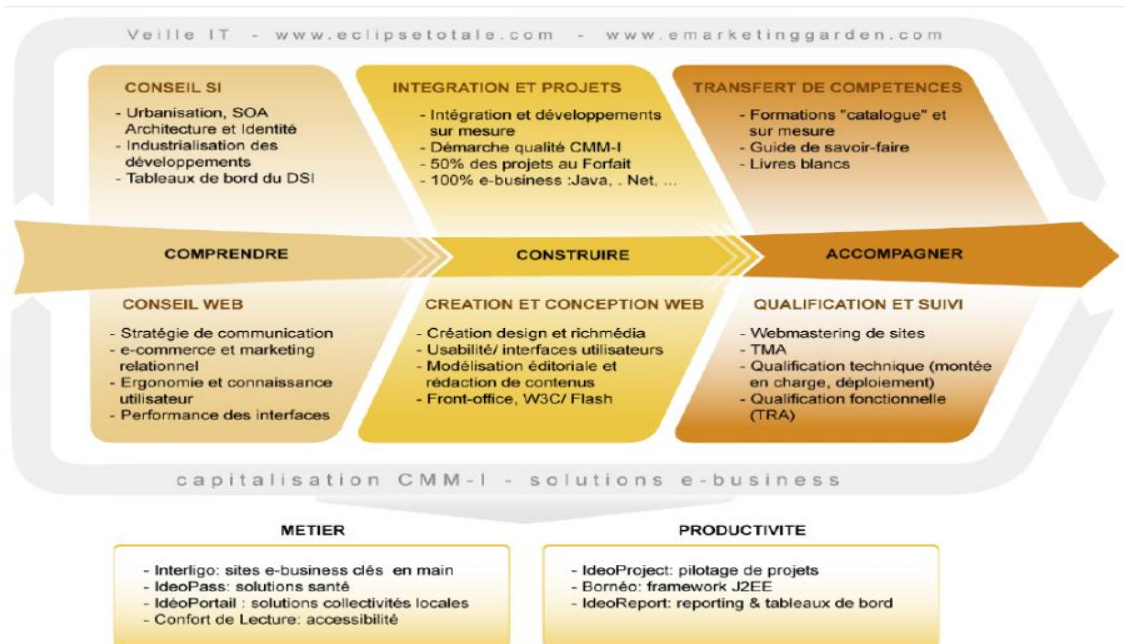 Veille IT - www.eclipsetotale.com - www.emarketinggarden.com
CONSEIL SI
- Urbanisation, SOA
Architecture et Identité
- Industrialisation des
développements
- Tableaux de bord du DSI
INTEGRATION ET PROJETS
- Intégration et développements
sur mesure
- Démarche qualité CMM-I
- 50% des projets au Forfait
- 100% e-business :Java, . Net, ...
TRANSFERT DE COMPETENCES
- Formations "catalogue" et
sur mesure
- Guide de savoir-faire
- Livres blancs
COMPRENDRE
CONSTRUIRE
ACCOMPAGNER
CONSEIL WEB
- Stratégie de communication
- e-commerce et marketing
relationnel
- Ergonomie et connaissance
utilisateur
- Performance des interfaces
CREATION ET CONCEPTION WEB
- Création design et richmédia
- Usabilité/ interfaces utilisateurs
- Modélisation éditoriale et
rédaction de contenus
- Front-office, W3C/ Flash
QUALIFICATION ET SUIVI
- Webmastering de sites
- TMA
- Qualification technique (montée
en charge, déploiement)
- Qualification fonctionnelle
(TRA)
capitalisation CMM-I - solutions e-business
METIER
- Interligo: sites e-business clés en main
- IdeoPass: solutions santé
- IdéoPortail : solutions collectivités locales
- Confort de Lecture: accessibilité
PRODUCTIVITE
- IdeoProject: pilotage de projets
- Bornéo: framework J2EE
- IdeoReport: reporting & tableaux de bord